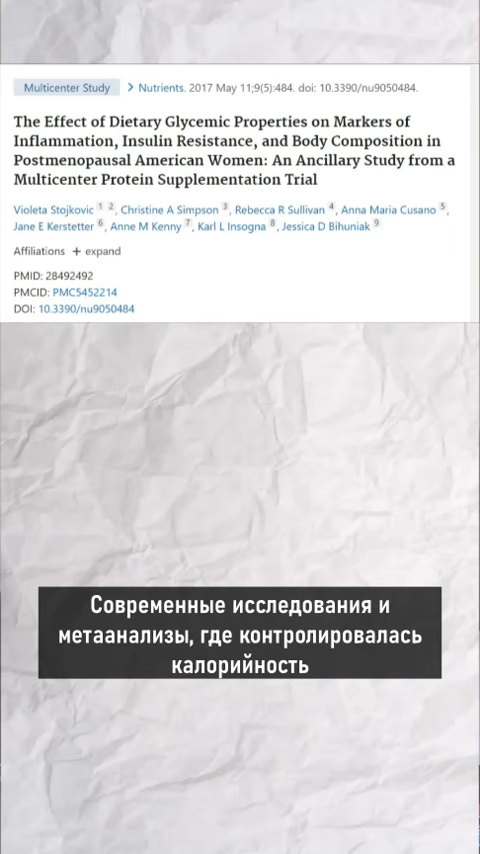 Multicenter Study > Nutrients. 2017 May 11;9(5):484. doi: 10.3390/nu9050484.
The Effect of Dietary Glycemic Properties on Markers of
Inflammation, Insulin Resistance, and Body Composition in
Postmenopausal American Women: An Ancillary Study from a
Multicenter Protein Supplementation Trial
Violeta Stojkovic 1 2, Christine A Simpson 3, Rebecca R Sullivan 4, Anna Maria Cusano 5,
Jane E Kerstetter 6, Anne M Kenny 7, Karl L Insogna 8, Jessica D Bihuniak 9
Affiliations + expand
PMID: 28492492
PMCID: PMC5452214
DOI: 10.3390/nu9050484
Современные исследования и
метаанализы, где контролировалась
калорийность